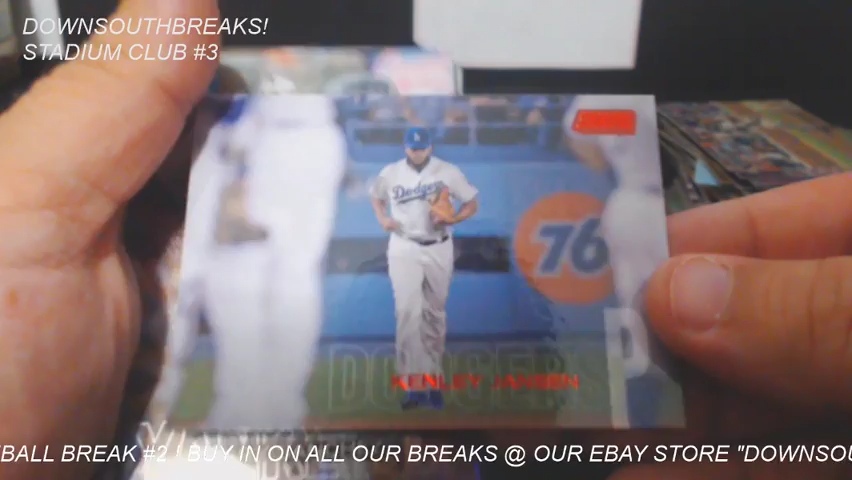 DOWNSOUTHBREAKS!
STADIUM CLUB #3
Dodgers
76
DODGERS
KENLEY JANSEN
BALL BREAK #2 ! BUY IN ON ALL OUR BREAKS @ OUR EBAY STORE "DOWNSOU